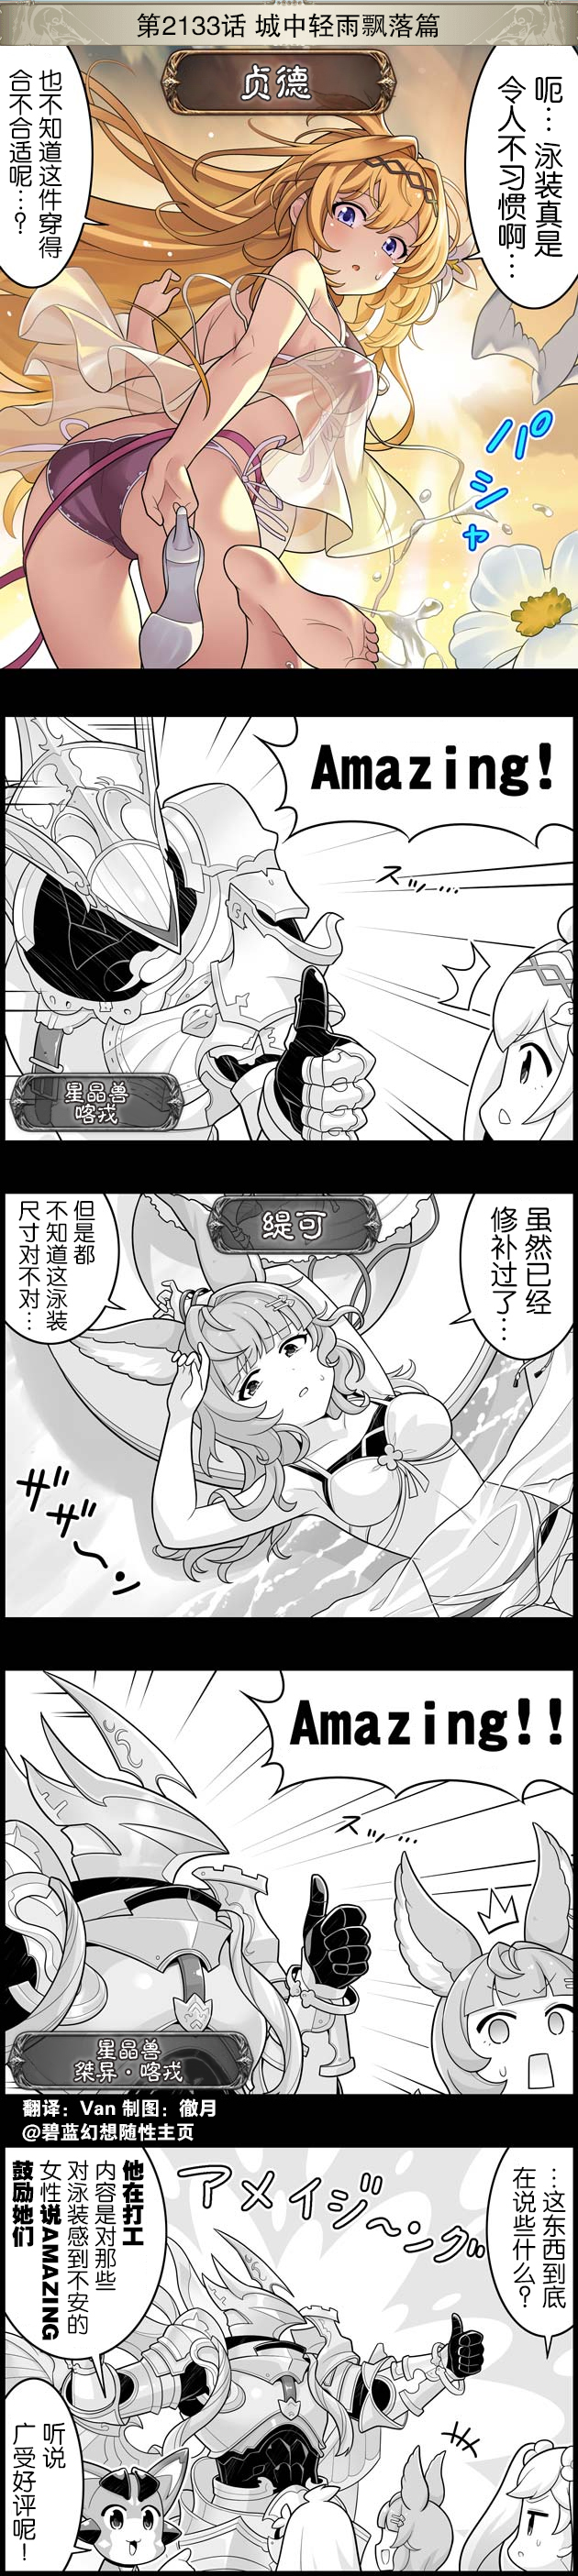 第2133话 城中轻雨飘落篇
贞德
呃…泳装真是
令人不习惯啊…
也不知道这件穿得
合不合适呢…？
パシャ
Amazing!
スッ…
星晶兽
喀戎
缇可
虽然已经
修补过了…
但是都
不知道这泳装
尺寸对不对…
ザザ～ン
Amazing!!
スッ…
星晶兽
桀异·喀戎
翻译：Van 制图：徹月
@碧蓝幻想随性主页
アメイジ～ング
…这东西到底
在说些什么？
他在打工
内容是对那些
对泳装感到不安的
女性说AMAZING
鼓励她们
听说
广受好评呢！